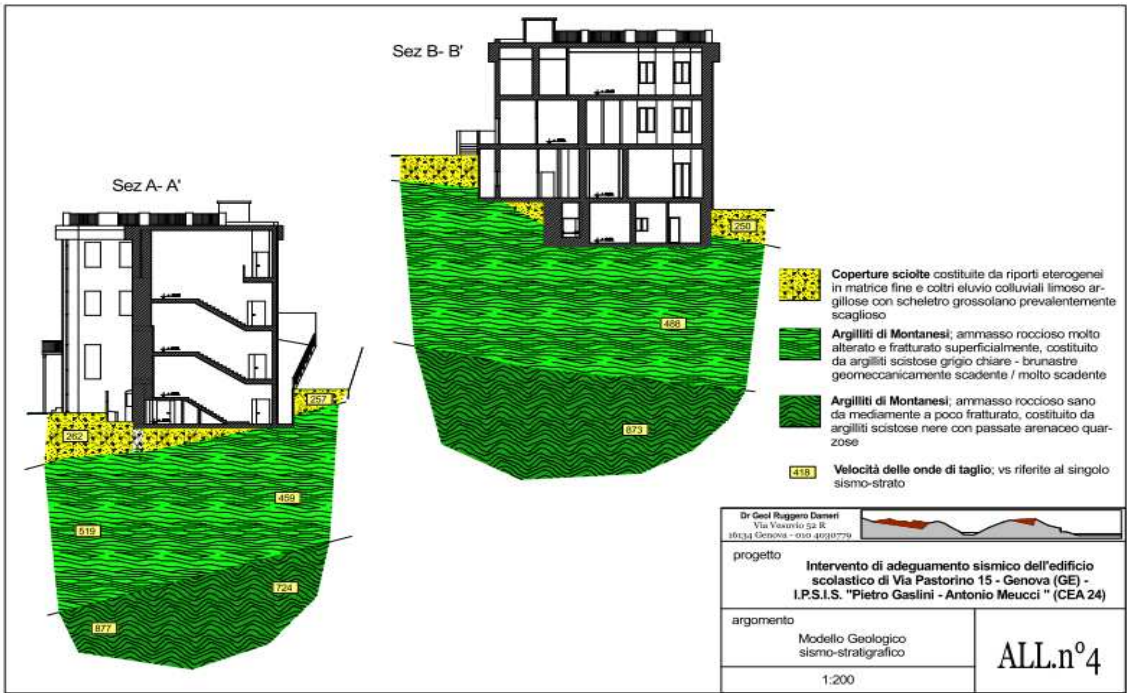 Sez B- B'
Sez A- A'
250
488
873
257
262
459
519
724
877
Coperture sciolte costituite da riporti eterogenei
in matrice fine e coltri eluvio colluviali limoso ar-
gillose con scheletro grossolano prevalentemente
scaglioso
Argilliti di Montanesi; ammasso roccioso molto
alterato e fratturato superficialmente, costituito
da argilliti scistose grigio chiare - brunastre
geomeccanicamente scadente / molto scadente
Argilliti di Montanesi; ammasso roccioso sano
da mediamente a poco fratturato, costituito da
argilliti scistose nere con passate arenaceo quar-
zose
418 Velocità delle onde di taglio; vs riferite al singolo
sismo-strato
Dr Geol Ruggero Dameri
Via Vesuvio 52 R
16134 Genova - 010 4030779
progetto
Intervento di adeguamento sismico dell'edificio
scolastico di Via Pastorino 15 - Genova (GE) -
I.P.S.I.S. "Pietro Gaslini - Antonio Meucci " (CEA 24)
argomento
Modello Geologico
sismo-stratigrafico
1:200
ALL.n°4